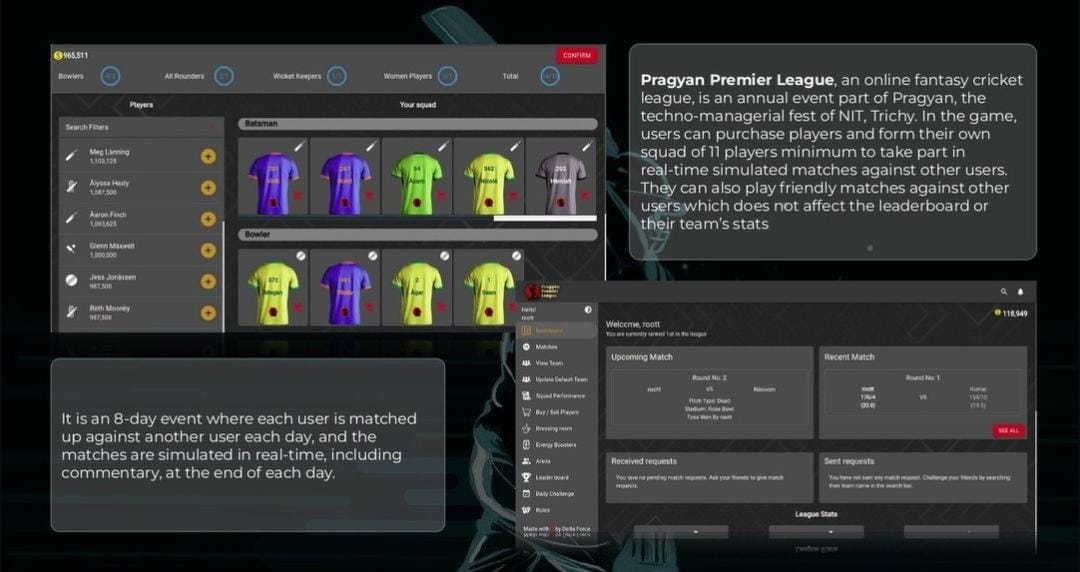 965,511
CONFIRM
Bowlers
All Rounders
Wicket Keepers
Women Players
Total
Players
Your squad
Search Filters
Meg Lanning
1,103,125
Alyssa Healy
1,087,500
Aaron Finch
1,065,625
Glenn Maxwell
1,000,000
Jess Jonassen
987,500
Beth Mooney
967,500
Batsman
Virat
Rohit
Azam
Nicole
Hamish
Bowler
Megan
Agar
Sean
Pragyan Premier League, an online fantasy cricket
league, is an annual event part of Pragyan, the
techno-managerial fest of NIT, Trichy. In the game,
users can purchase players and form their own
squad of 11 players minimum to take part in
real-time simulated matches against other users.
They can also play friendly matches against other
users which does not affect the leaderboard or
their team's stats
It is an 8-day event where each user is matched
up against another user each day, and the
matches are simulated in real-time, including
commentary, at the end of each day.
Pragyan
Premier
League
Hello!
roott
Dashboard
Matches
View Team
Update Default Team
Squad Performance
Buy / Sell Players
Dressing room
Energy Boosters
Arena
Leader board
Daily Challenge
Rules
Made with by Delta Force
118,949
Welcome, roott
You are currently ranked 1st in the league
Upcoming Match
Round No: 2
roott VS
Pitch Type: Dead
Stadium: Rose Bowl
Toss Won By roott
Recent Match
Round No: 1
roott VS Kumar
176/4 154/10
(20.0) (19.5)
SEE ALL
Received requests
You have no pending match requests. Ask your friends to give match
requests.
Sent requests
You have not sent any match request. Challenge your friends by searching
their team name in the search bar.
League Stats